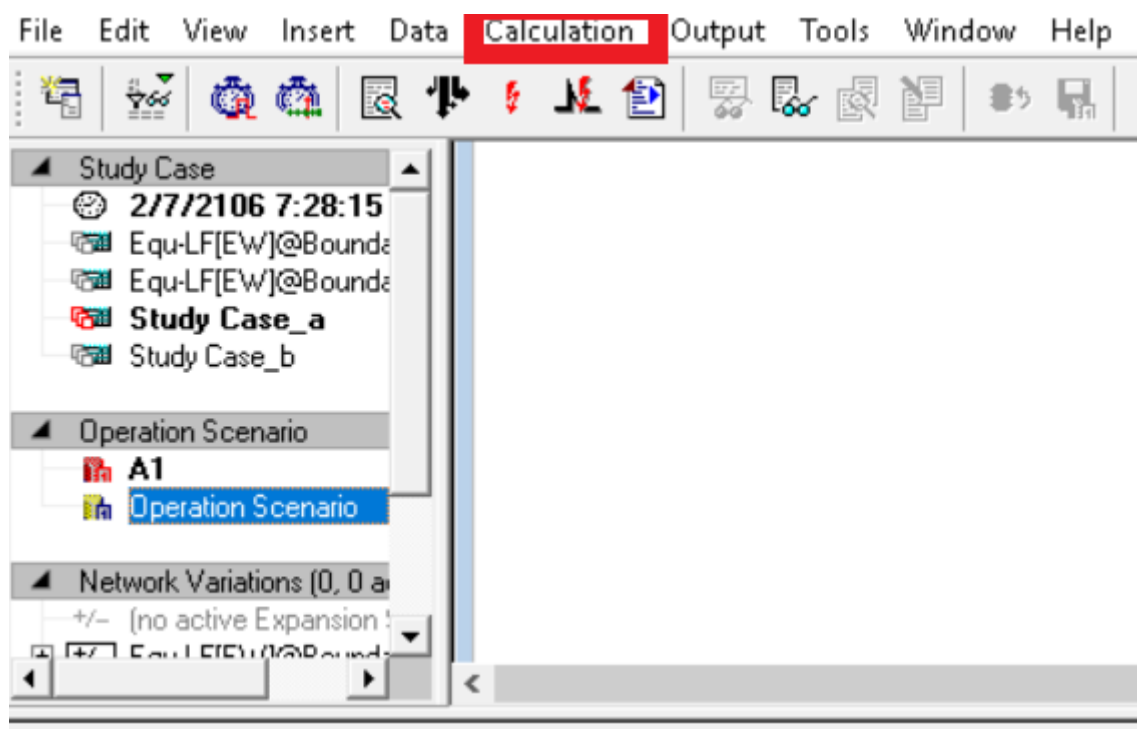 File Edit View Insert Data Calculation Output Tools Window Help
Study Case
2/7/2106 7:28:15
Equ-LF[EW]@Bounda
Equ-LF[EW]@Bounda
Study Case_a
Study Case_b
Operation Scenario
A1
Operation Scenario
Network Variations (0, 0 a
+/- (no active Expansion